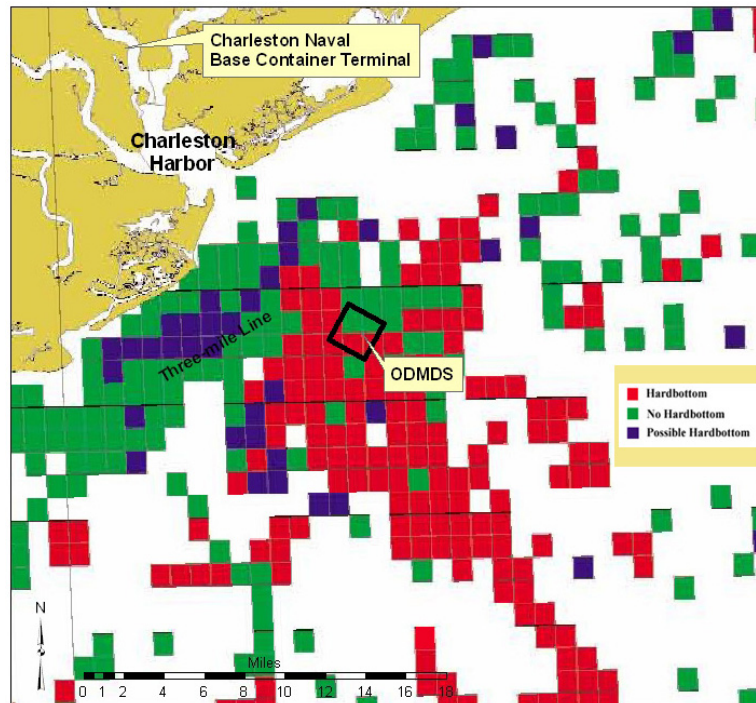 Charleston Naval
Base Container Terminal
Charleston
Harbor
Three-mile Line
ODMDS
Hardbottom
No Hardbottom
Possible Hardbottom
N
Miles
0 1 2 4 6 8 10 12 14 16 18